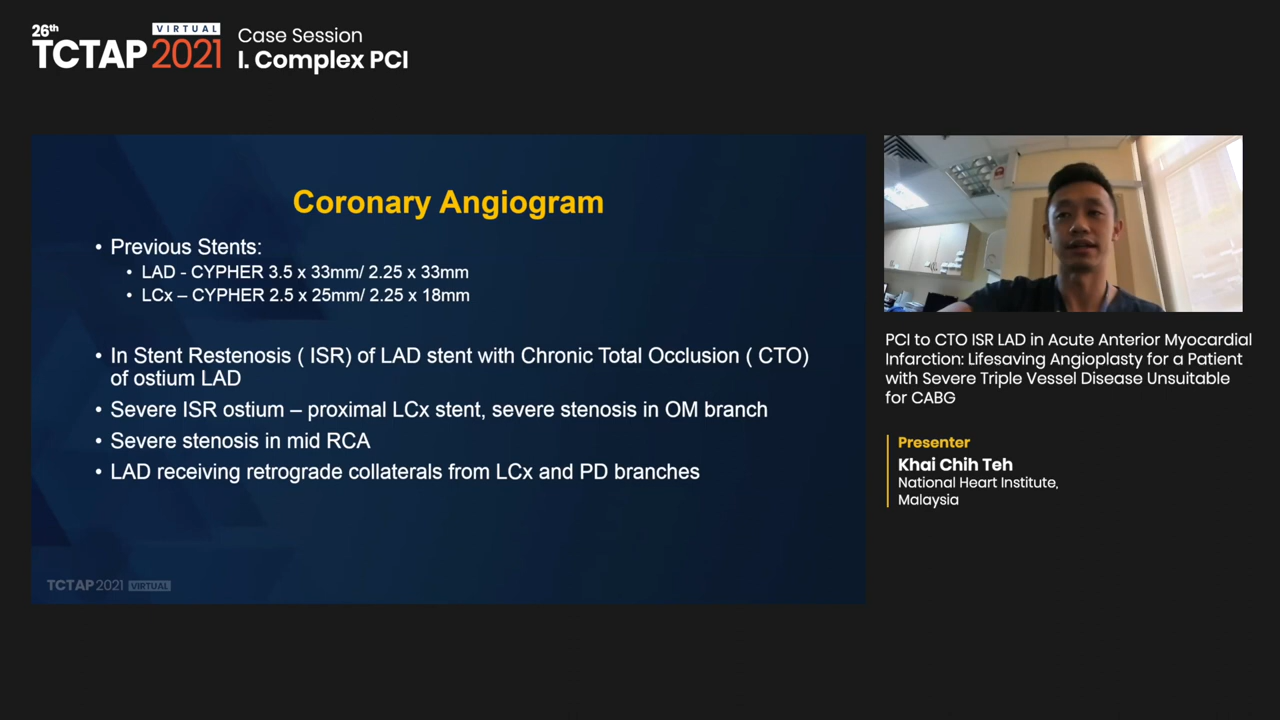 26th
VIRTUAL
TCTAP 2021
Case Session
I. Complex PCI
Coronary Angiogram
• Previous Stents:
• LAD - CYPHER 3.5 x 33mm/ 2.25 x 33mm
• LCx – CYPHER 2.5 x 25mm/ 2.25 x 18mm
• In Stent Restenosis ( ISR) of LAD stent with Chronic Total Occlusion ( CTO)
of ostium LAD
• Severe ISR ostium – proximal LCx stent, severe stenosis in OM branch
• Severe stenosis in mid RCA
• LAD receiving retrograde collaterals from LCx and PD branches
TCTAP 2021 VIRTUAL
PCI to CTO ISR LAD in Acute Anterior Myocardial
Infarction: Lifesaving Angioplasty for a Patient
with Severe Triple Vessel Disease Unsuitable
for CABG
Presenter
Khai Chih Teh
National Heart Institute,
Malaysia